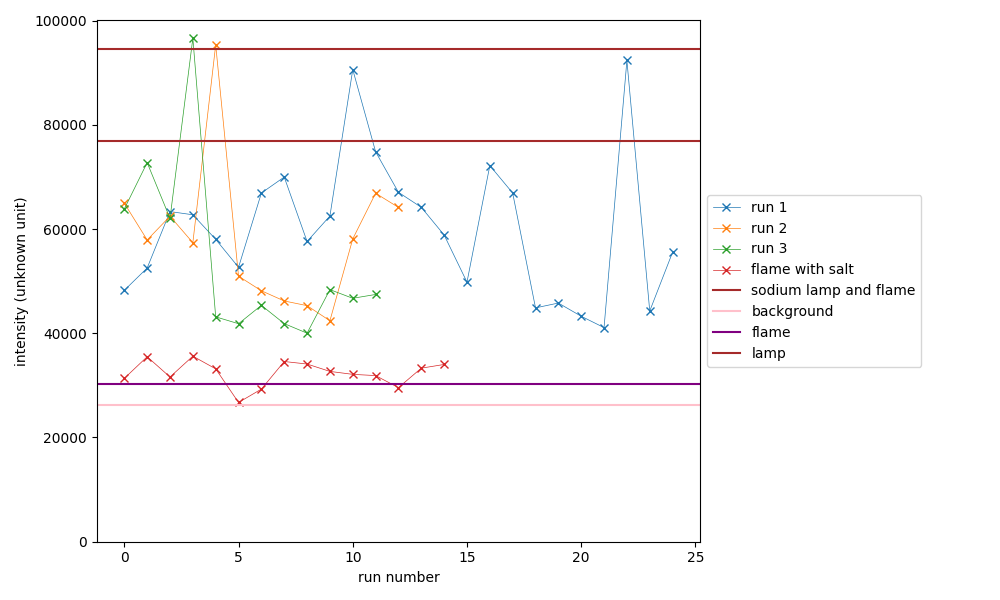 100000
80000
60000
40000
20000
0
intensity (unknown unit)
0 5 10 15 20 25
run number
run 1
run 2
run 3
flame with salt
sodium lamp and flame
background
flame
lamp